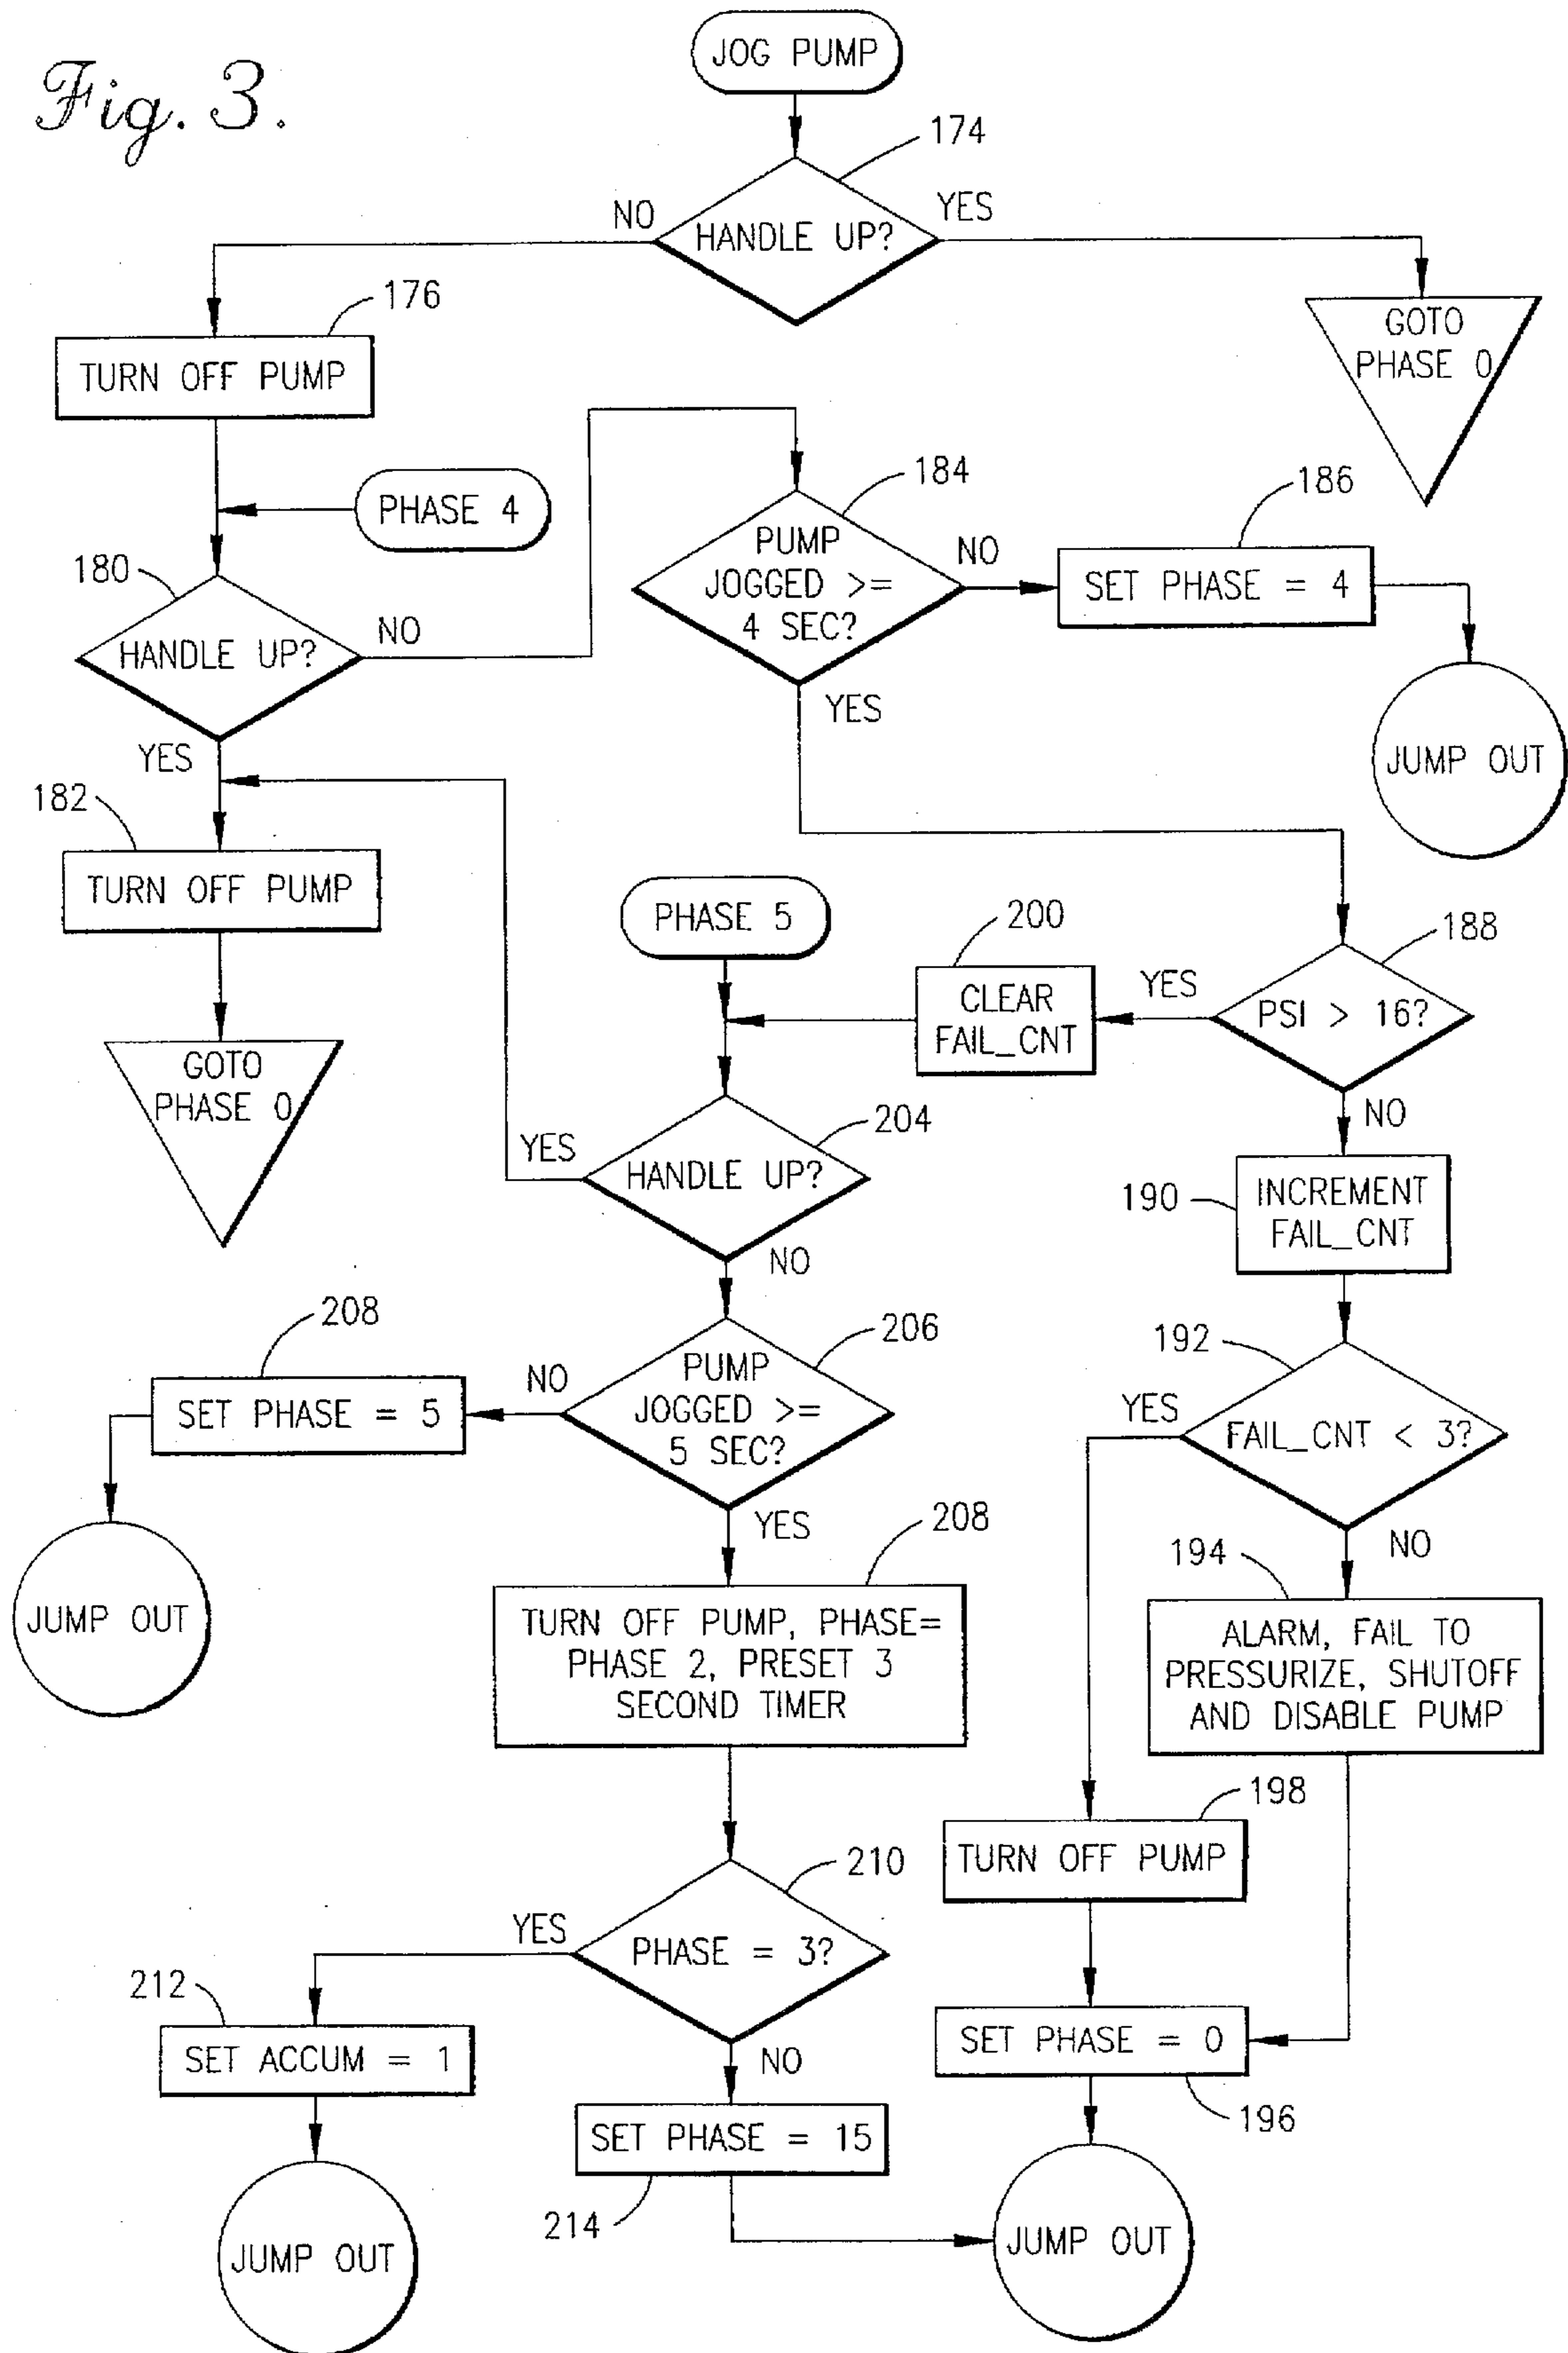 Fig. 3.
JOG PUMP
174
NO
HANDLE UP?
YES
176
TURN OFF PUMP
GOTO
PHASE 0
PHASE 4
184
186
180
HANDLE UP?
NO
PUMP
JOGGED >=
4 SEC?
NO
SET PHASE = 4
YES
YES
JUMP OUT
182
TURN OFF PUMP
GOTO
PHASE 0
PHASE 5
200
CLEAR
FAIL_CNT
YES
188
PSI > 16?
NO
204
YES
HANDLE UP?
NO
190
INCREMENT
FAIL_CNT
208
SET PHASE = 5
NO
206
PUMP
JOGGED >=
5 SEC?
YES
JUMP OUT
192
YES
FAIL_CNT < 3?
NO
208
TURN OFF PUMP, PHASE=
PHASE 2, PRESET 3
SECOND TIMER
194
ALARM, FAIL TO
PRESSURIZE, SHUTOFF
AND DISABLE PUMP
198
TURN OFF PUMP
210
YES
PHASE = 3?
NO
212
SET ACCUM = 1
SET PHASE = 0
196
SET PHASE = 15
214
JUMP OUT
JUMP OUT